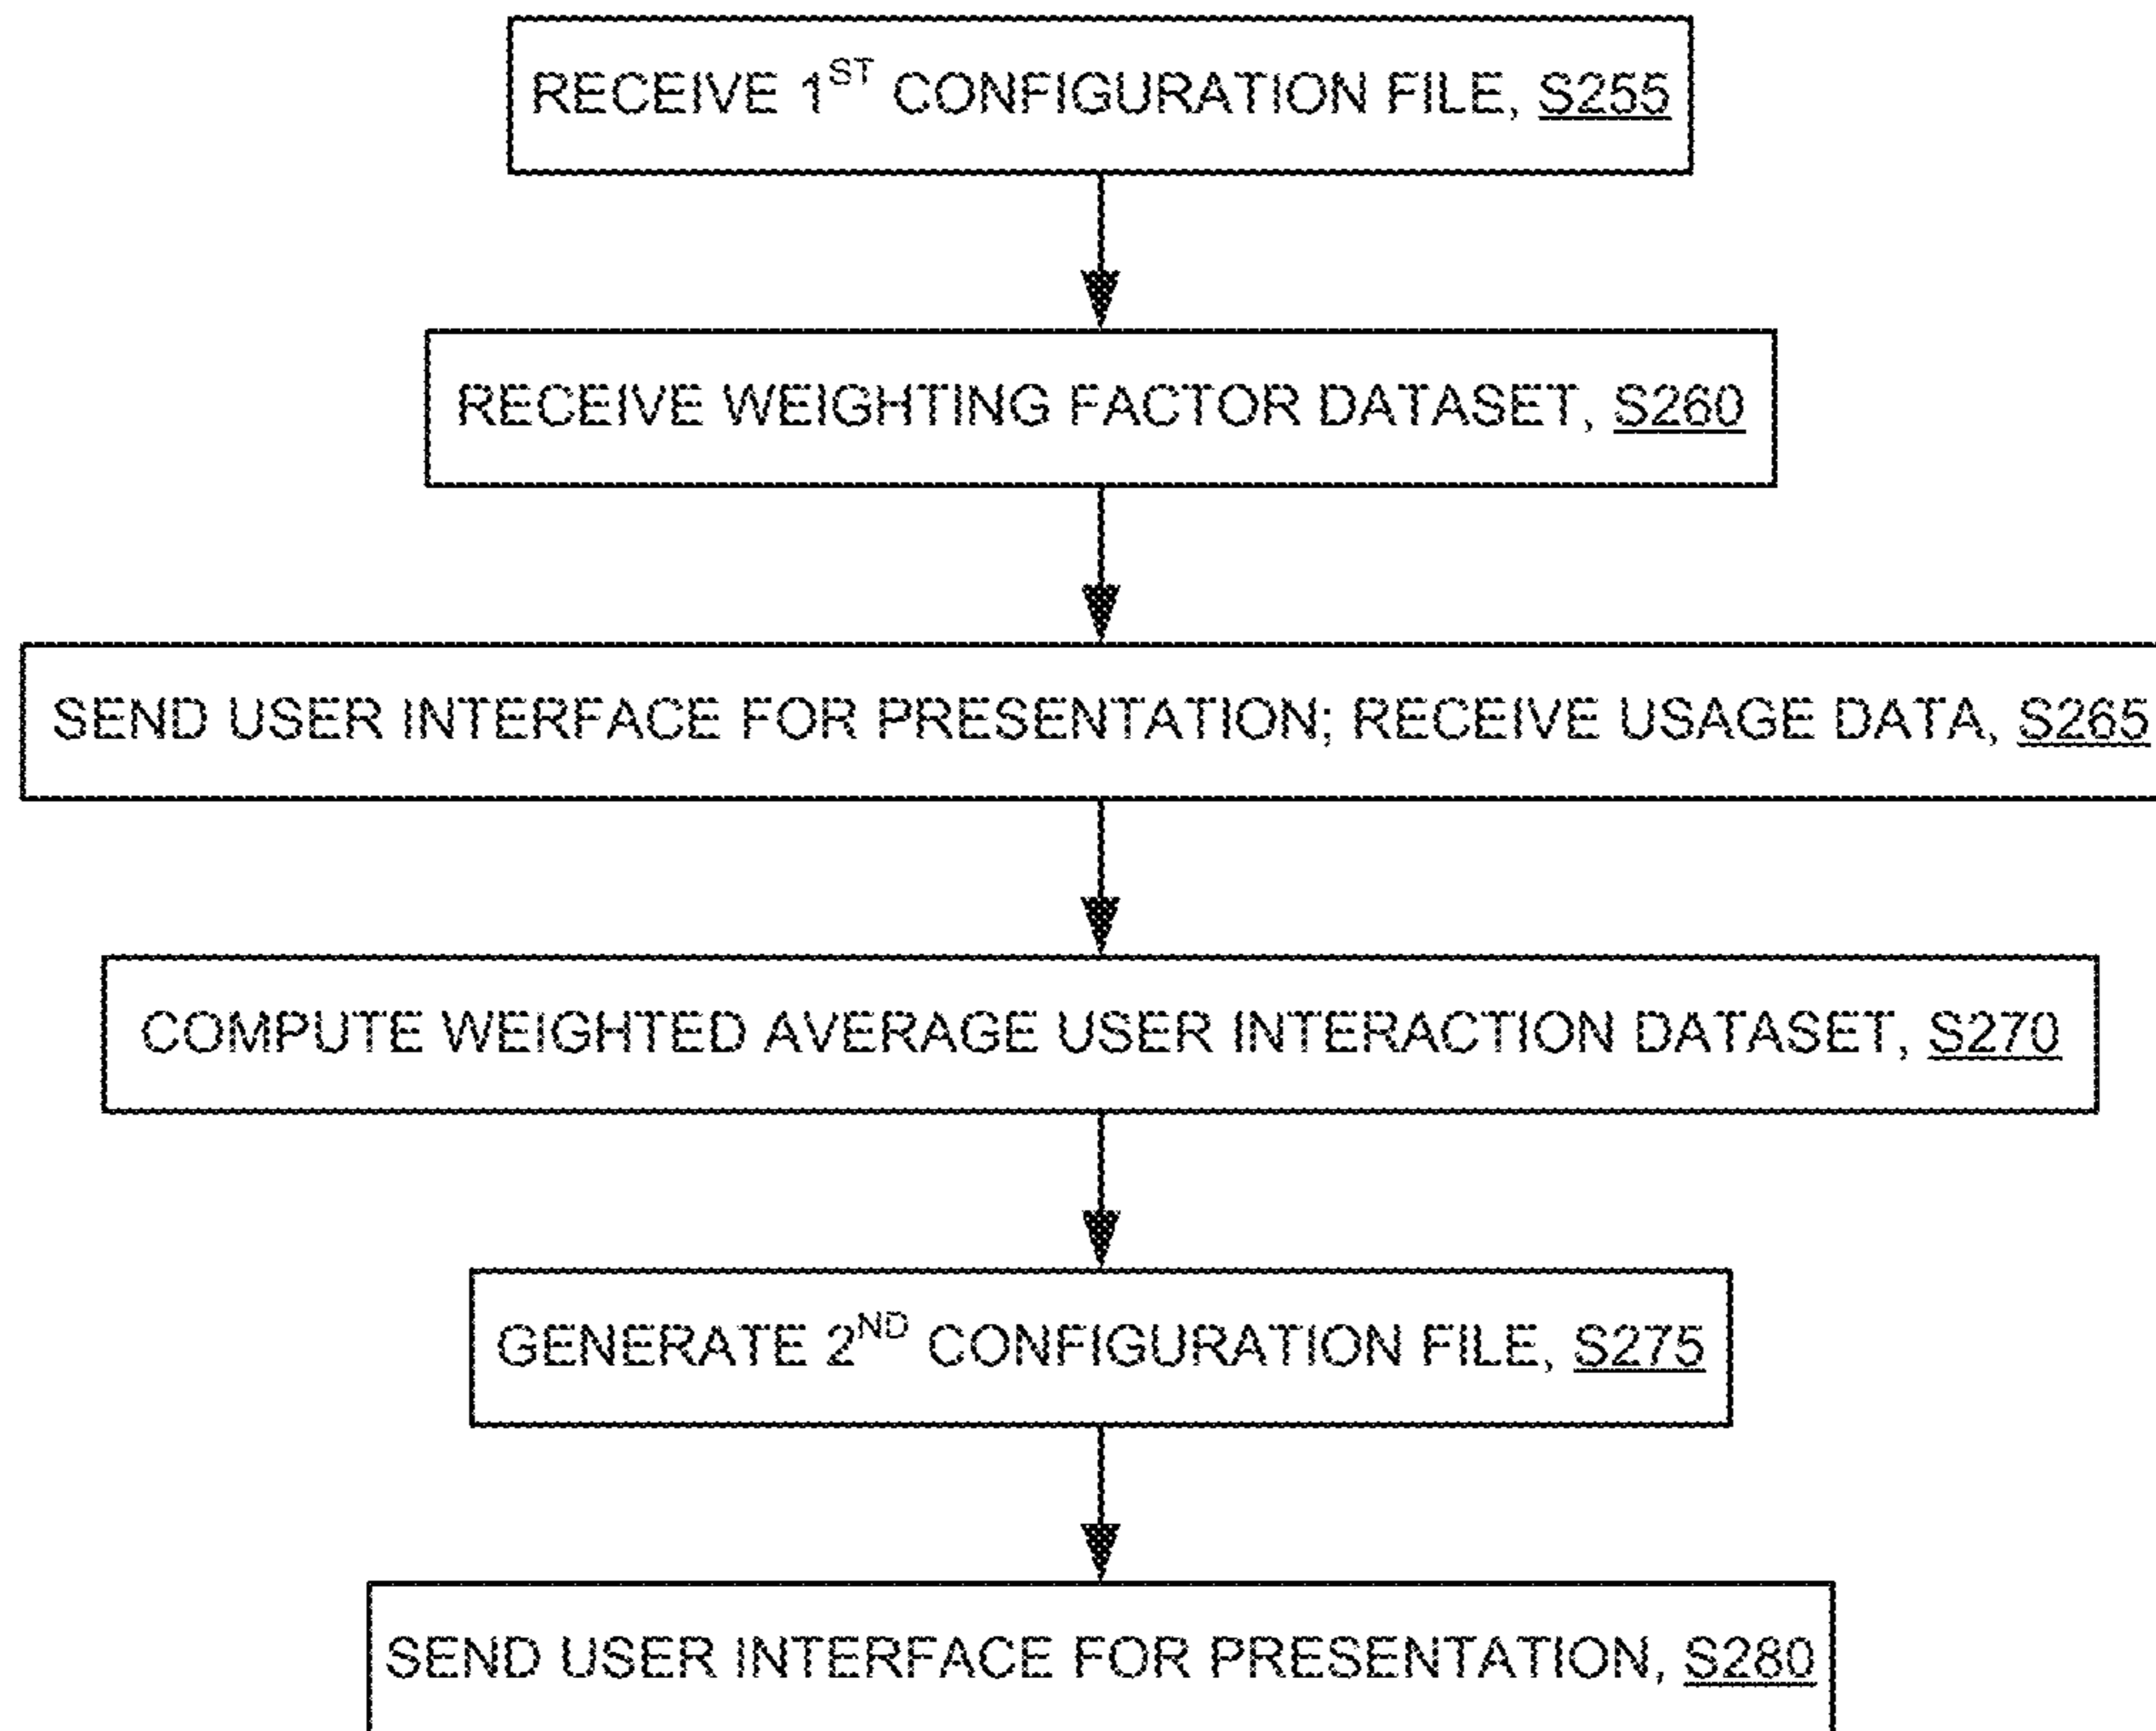 RECEIVE 1ST CONFIGURATION FILE, S255
RECEIVE WEIGHTING FACTOR DATASET, S260
SEND USER INTERFACE FOR PRESENTATION; RECEIVE USAGE DATA, S265
COMPUTE WEIGHTED AVERAGE USER INTERACTION DATASET, S270
GENERATE 2ND CONFIGURATION FILE, S275
SEND USER INTERFACE FOR PRESENTATION, S280